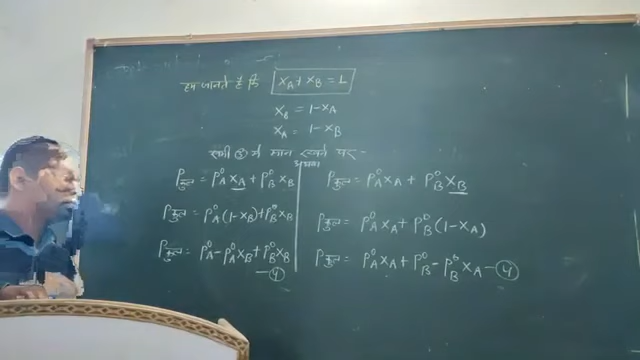 हम जानते है कि X_A + X_B = 1
X_B = 1 - X_A
X_A = 1 - X_B
समी ③ में मान रखने पर -
अथवा
P_कुल = P°_A X_A + P°_B X_B
P_कुल = P°_A (1 - X_B) + P°_B X_B
P_कुल = P°_A - P°_A X_B + P°_B X_B
— ④
P_कुल = P°_A X_A + P°_B X_B
P_कुल = P°_A X_A + P°_B (1 - X_A)
P_कुल = P°_A X_A + P°_B - P°_B X_A — ④